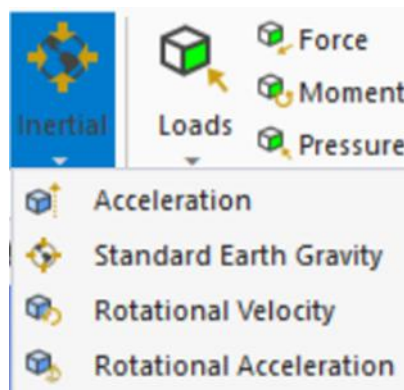 Inertial
Loads
Force
Moment
Pressure
Acceleration
Standard Earth Gravity
Rotational Velocity
Rotational Acceleration